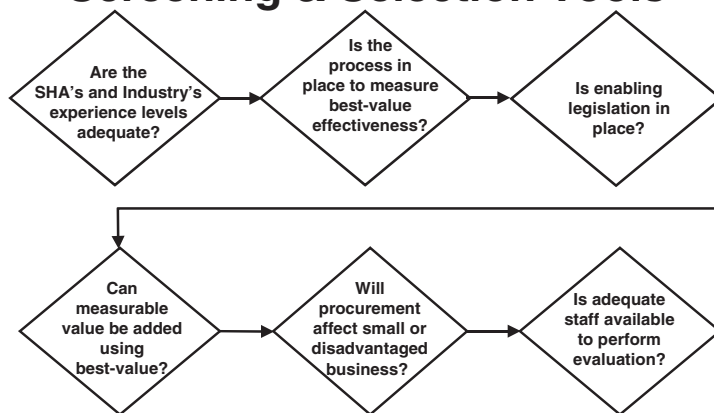 Screening & Selection Tools
Are the
SHA's and Industry's
experience levels
adequate?
Is the
process in
place to measure
best-value
effectiveness?
Is enabling
legislation in
place?
Can
measurable
value be added
using
best-value?
Will
procurement
affect small or
disadvantaged
business?
Is adequate
staff available
to perform
evaluation?